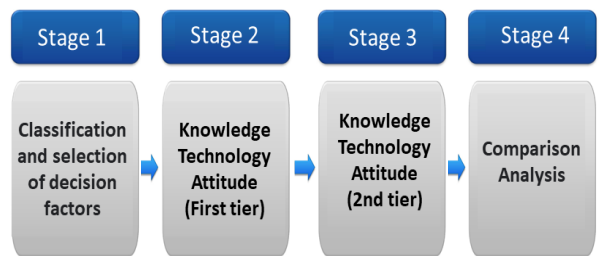 Stage 1
Stage 2
Stage 3
Stage 4
Classification
and selection
of decision
factors
Knowledge
Technology
Attitude
(First tier)
Knowledge
Technology
Attitude
(2nd tier)
Comparison
Analysis